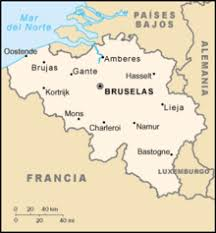 Mar
del Norte
PAÍSES
BAJOS
Oostende
Amberes
Brujas
Gante
Hasselt
BRUSELAS
Kortrijk
Lieja
Mons
Charleroi
Namur
Bastogne
ALEMANIA
LUXEMBURGO
FRANCIA
0 20 40 km
0 20 40 mi